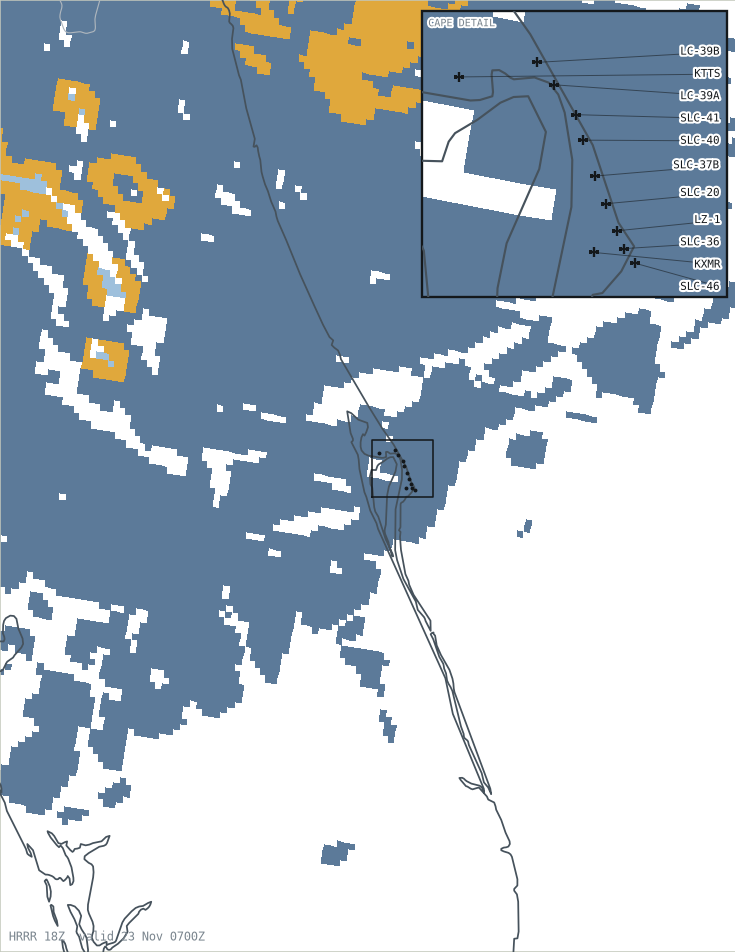 CAPE DETAIL
LC-39B
KTTS
LC-39A
SLC-41
SLC-40
SLC-37B
SLC-20
LZ-1
SLC-36
KXMR
SLC-46
HRRR 18Z valid 23 Nov 0700Z